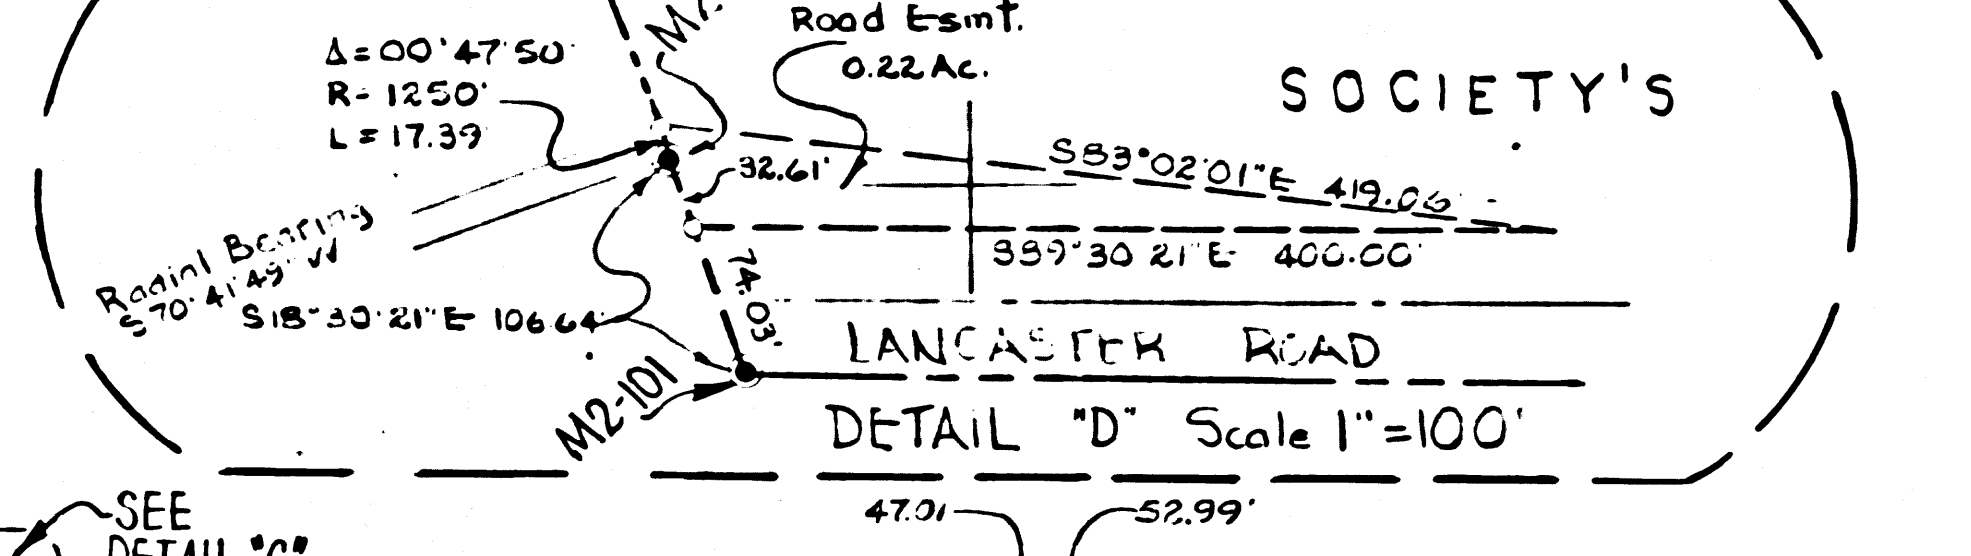 Road Esmt.
0.22 Ac.
Δ=00°47'50"
R=1250'
L=17.39'
SOCIETY'S
32.61'
S83°02'01"E
Radial Bearing
S70°41'49"W
S89°30'21"E 400.00'
74.03'
S18°30'21"E 106.64'
LANCASTER ROAD
M2-101
DETAIL "D" Scale 1"=100'
47.01
52.99'
SEE
DETAIL "C"